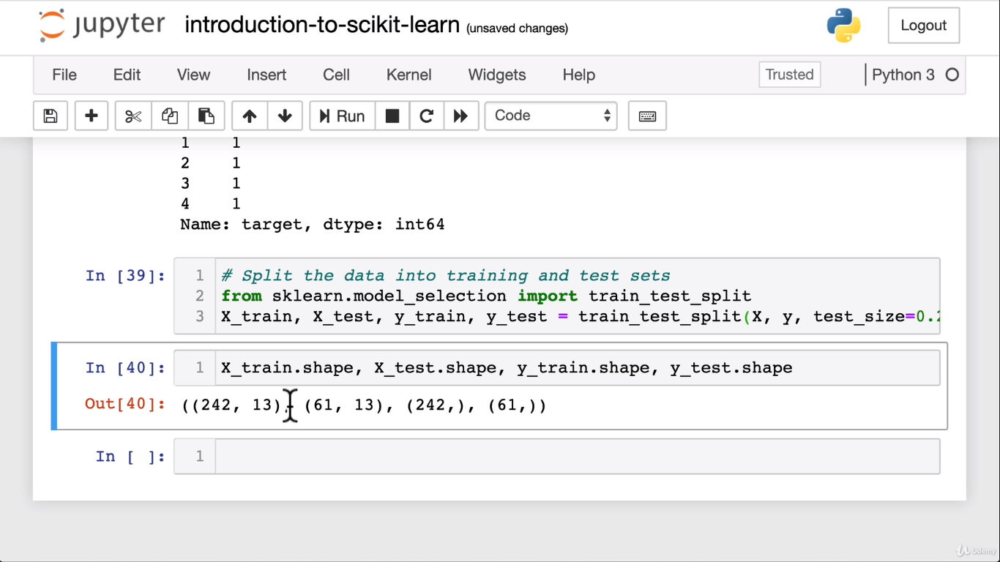 jupyter introduction-to-scikit-learn (unsaved changes) Logout
File Edit View Insert Cell Kernel Widgets Help Trusted Python 3
Run Code
1 1
2 1
3 1
4 1
Name: target, dtype: int64
In [39]: 1 # Split the data into training and test sets
2 from sklearn.model_selection import train_test_split
3 X_train, X_test, y_train, y_test = train_test_split(X, y, test_size=0.2
In [40]: 1 X_train.shape, X_test.shape, y_train.shape, y_test.shape
Out[40]: ((242, 13), (61, 13), (242,), (61,))
In [ ]: 1
Udemy